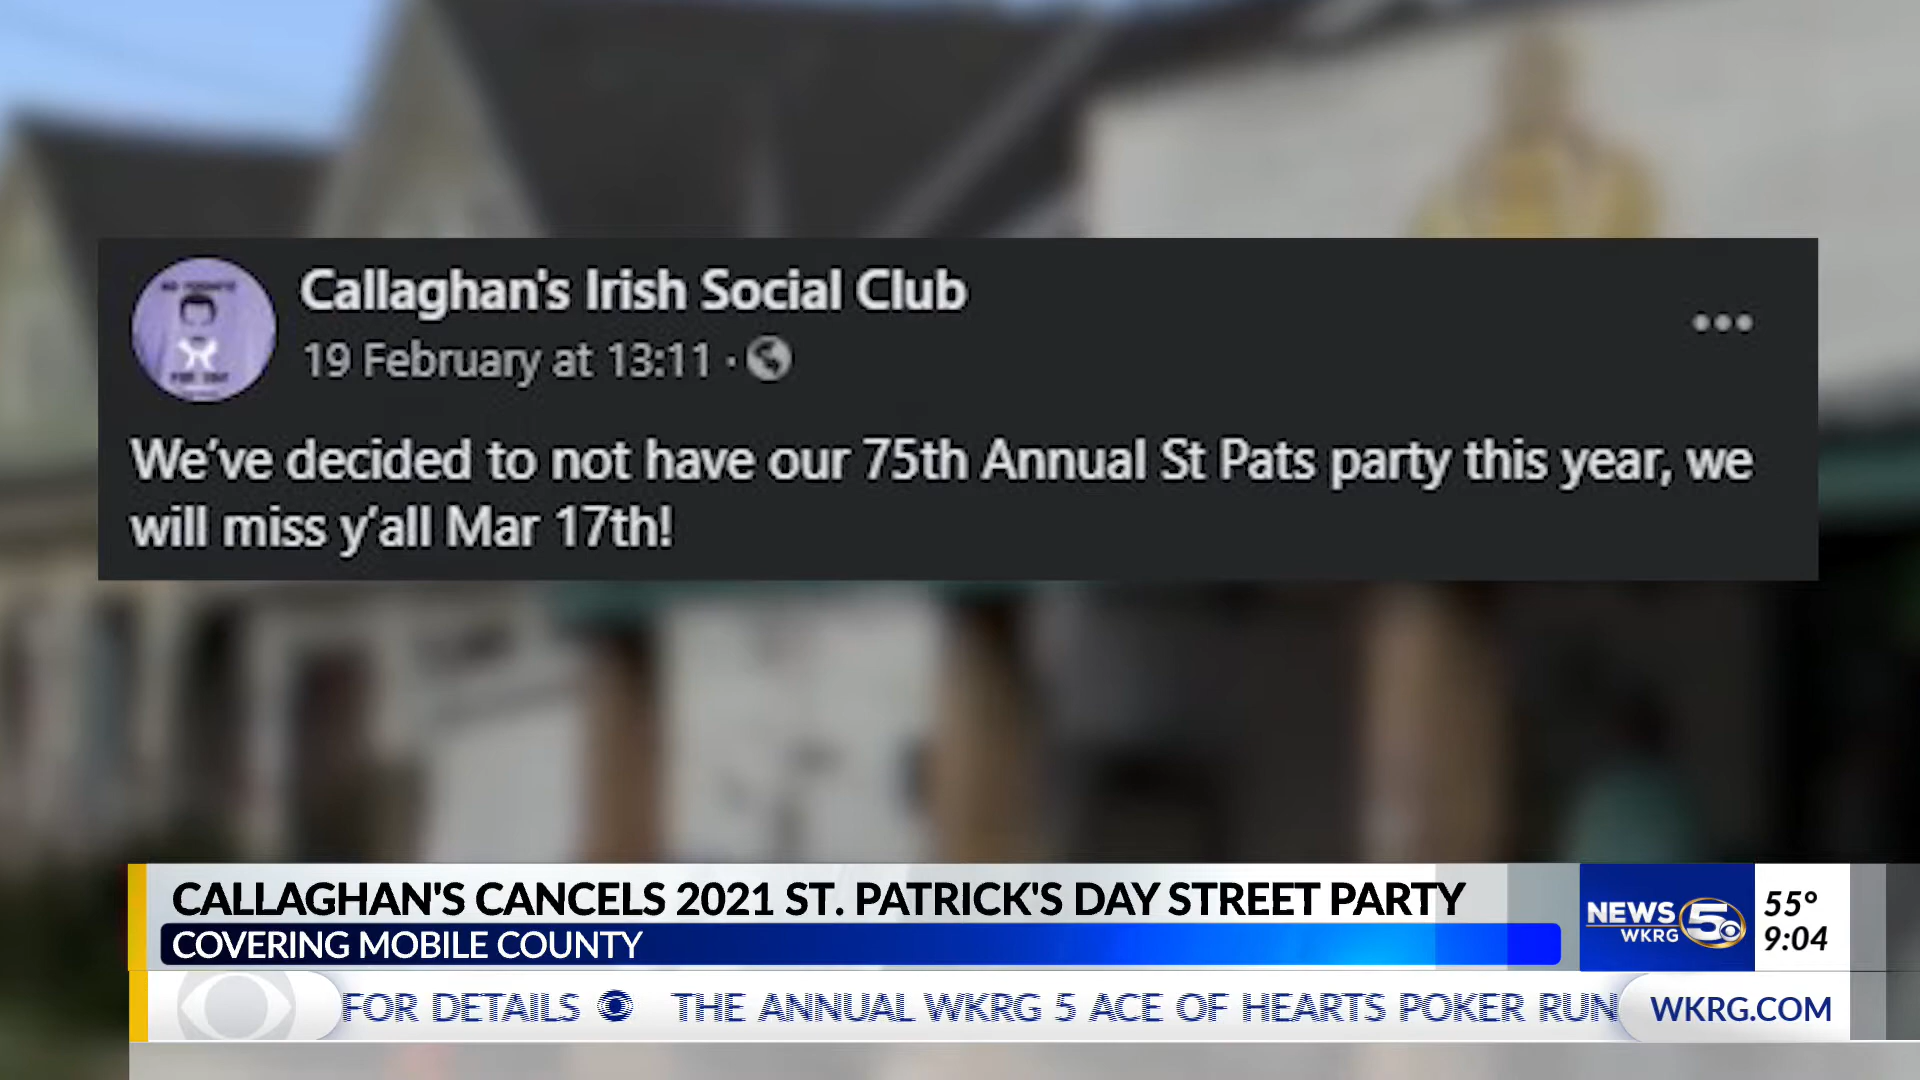 Callaghan's Irish Social Club
19 February at 13:11 ·
We've decided to not have our 75th Annual St Pats party this year, we
will miss y'all Mar 17th!
CALLAGHAN'S CANCELS 2021 ST. PATRICK'S DAY STREET PARTY
COVERING MOBILE COUNTY
NEWS 5
WKRG
55°
9:04
FOR DETAILS THE ANNUAL WKRG 5 ACE OF HEARTS POKER RUN
WKRG.COM